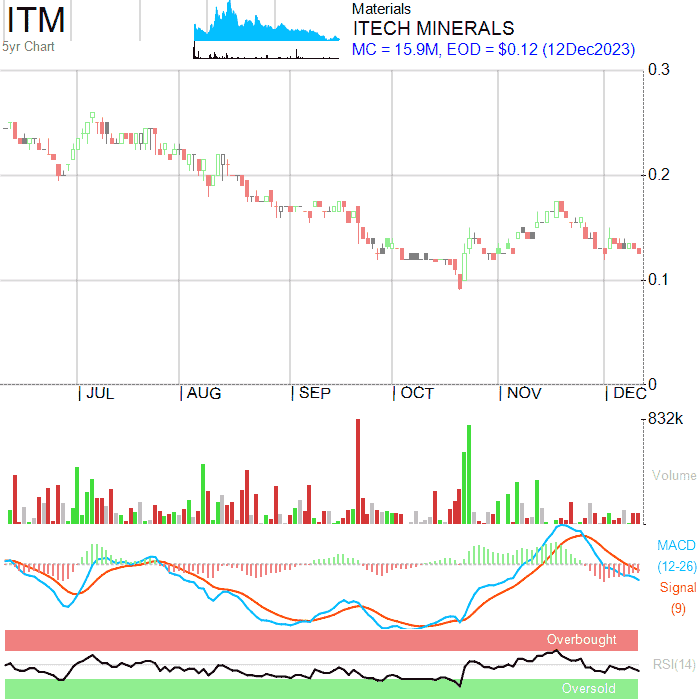 ITM
5yr Chart
Materials
ITECH MINERALS
MC = 15.9M, EOD = $0.12 (12Dec2023)
0.3
0.2
0.1
0
JUL AUG SEP OCT NOV DEC
832k
Volume
MACD
(12-26)
Signal
(9)
Overbought
RSI(14)
Oversold